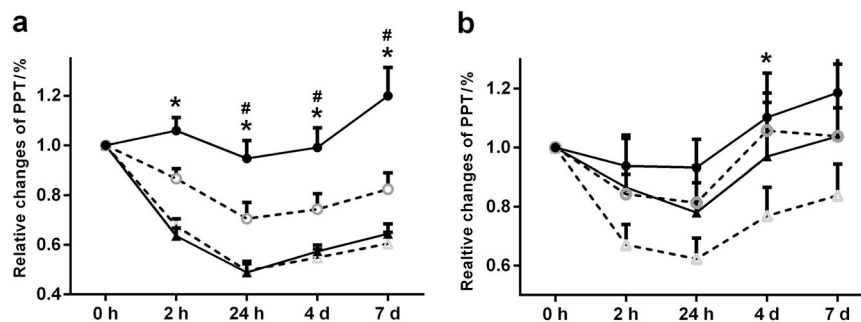 a
Relative changes of PPT/%
1.2
1.0
0.8
0.6
0.4
*
#
*
#
*
#
*
0 h 2 h 24 h 4 d 7 d
b
Realtive changes of PPT/%
1.2
1.0
0.8
0.6
*
0 h 2 h 24 h 4 d 7 d